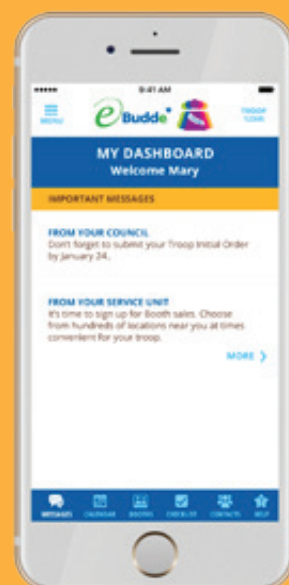 9:41 AM
MENU
eBudde
TROOP
MY DASHBOARD
Welcome Mary
IMPORTANT MESSAGES
FROM YOUR COUNCIL
Don't forget to submit your Troop Initial Order
by January 24.
FROM YOUR SERVICE UNIT
It's time to sign up for Booth sales. Choose
from hundreds of locations near you at times
convenient for your troop.
MORE >
MESSAGES CALENDAR BOOTHS CHECKLIST CONTACTS HELP